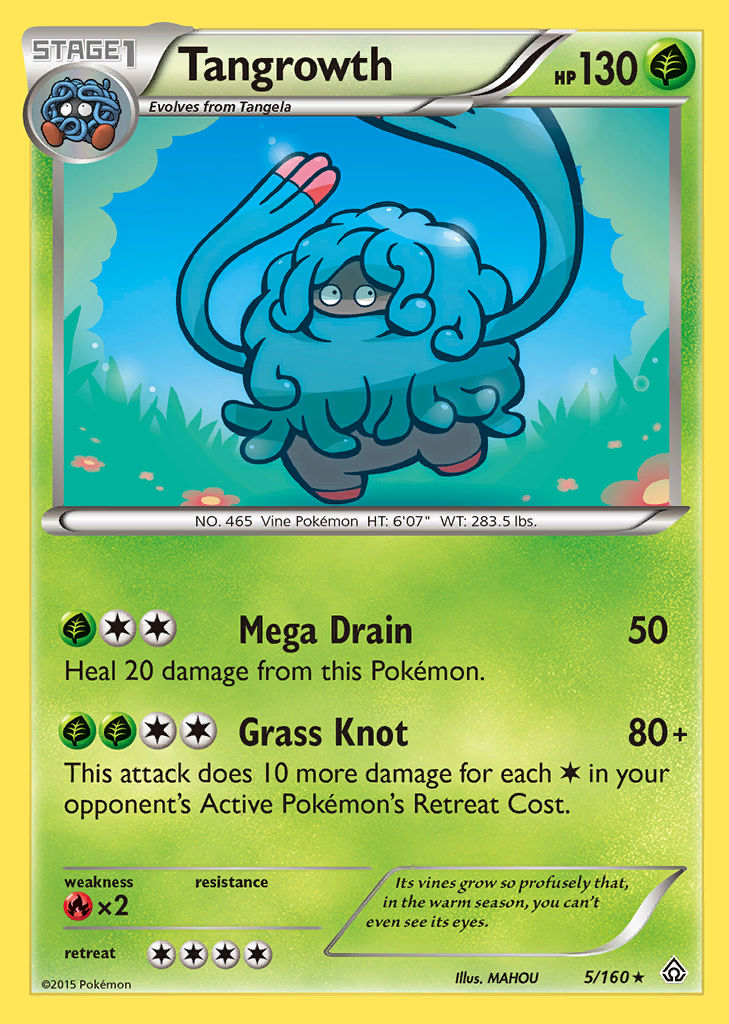 STAGE1
Tangrowth
HP 130
Evolves from Tangela
NO. 465 Vine Pokémon HT: 6'07" WT: 283.5 lbs.
Mega Drain 50
Heal 20 damage from this Pokémon.
Grass Knot 80+
This attack does 10 more damage for each in your
opponent's Active Pokémon's Retreat Cost.
weakness resistance
×2
Its vines grow so profusely that,
in the warm season, you can't
even see its eyes.
retreat
©2015 Pokémon Illus. MAHOU 5/160 ★